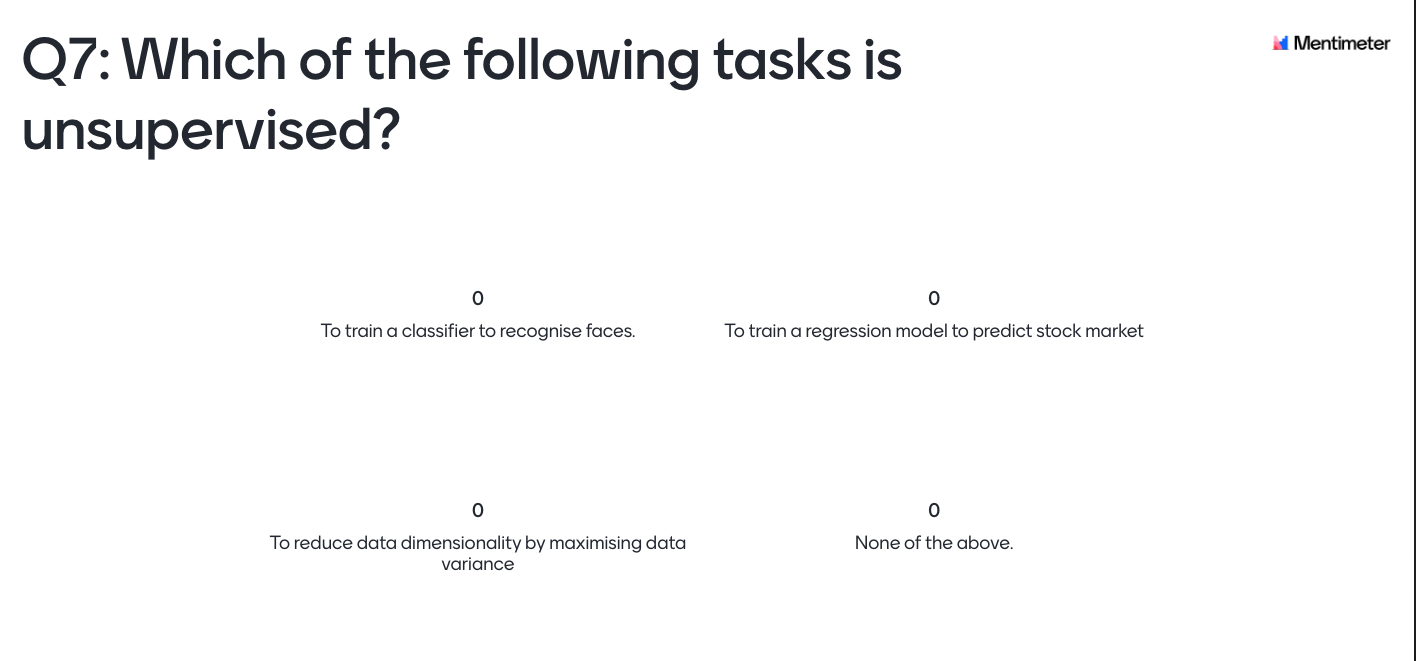 Q7: Which of the following tasks is
unsupervised?
Mentimeter
0
To train a classifier to recognise faces.
0
To train a regression model to predict stock market
0
To reduce data dimensionality by maximising data
variance
0
None of the above.